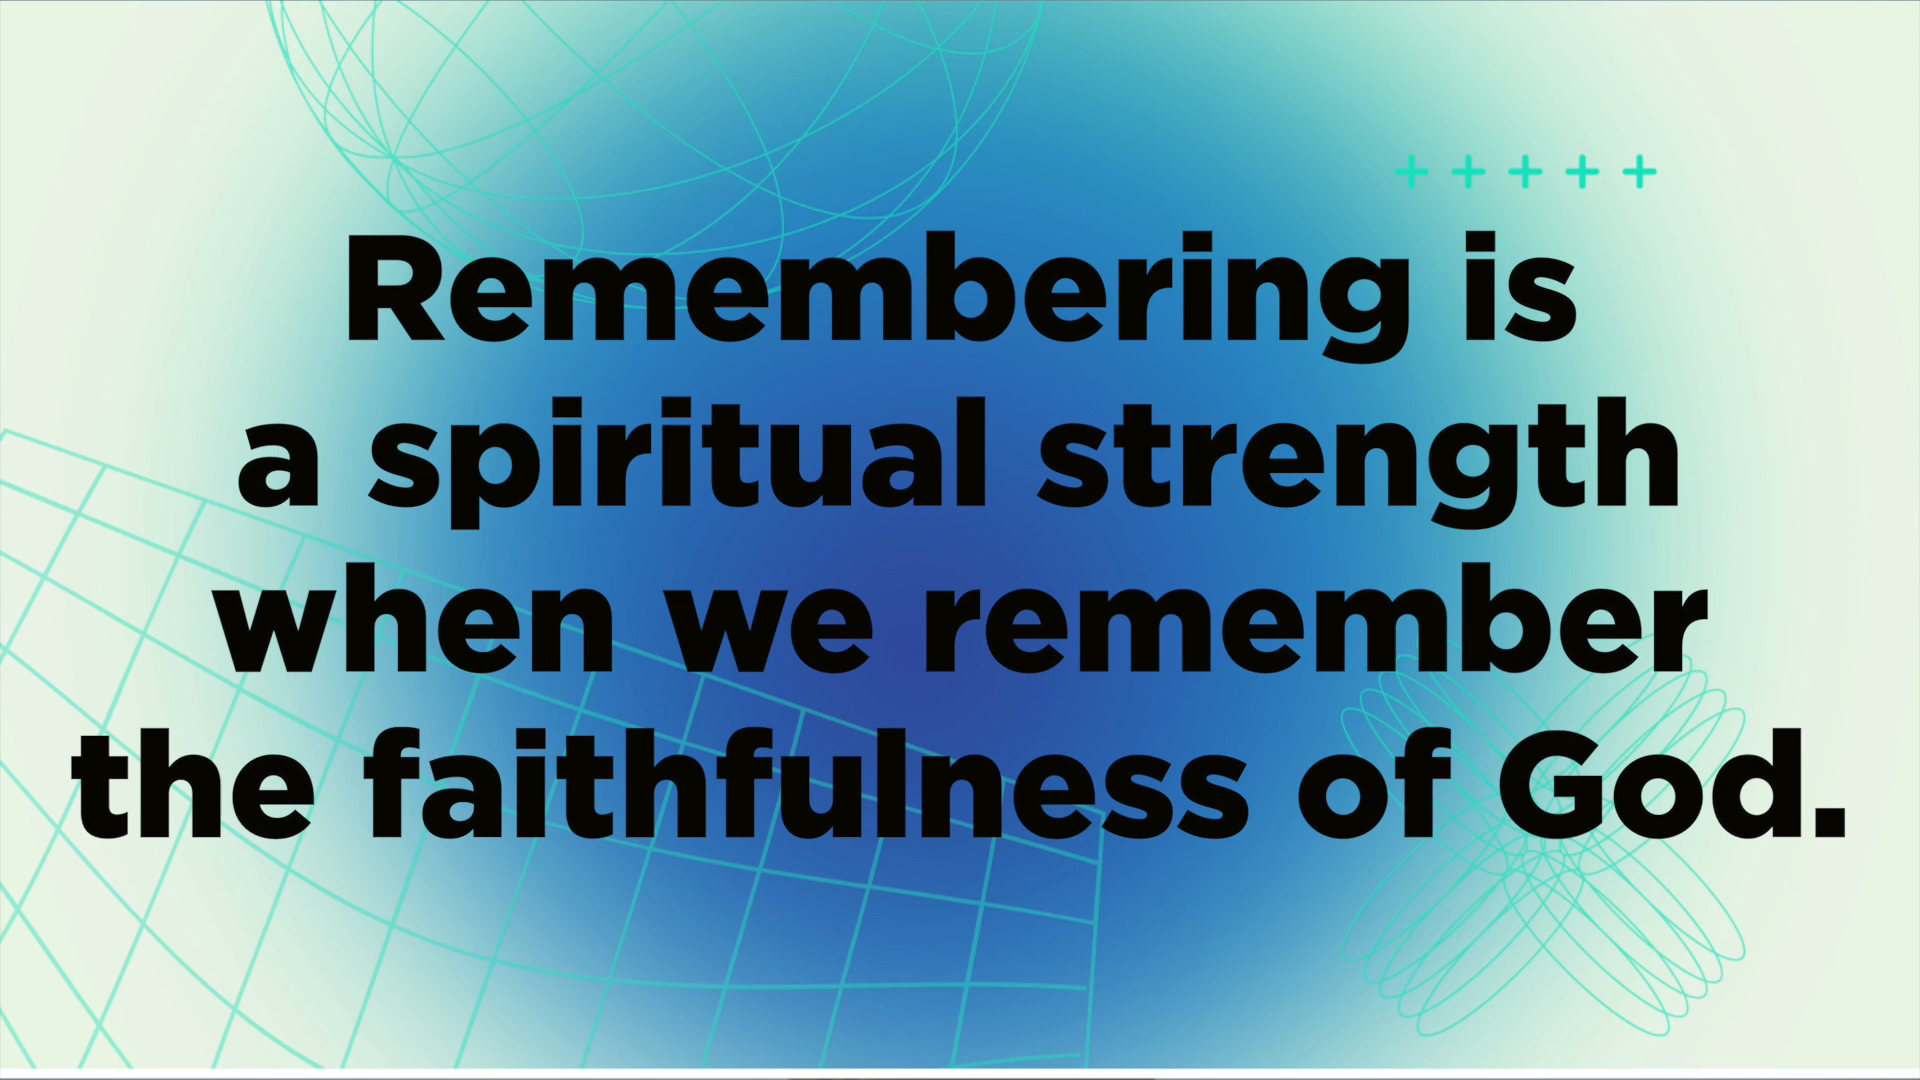 Remembering is
a spiritual strength
when we remember
the faithfulness of God.